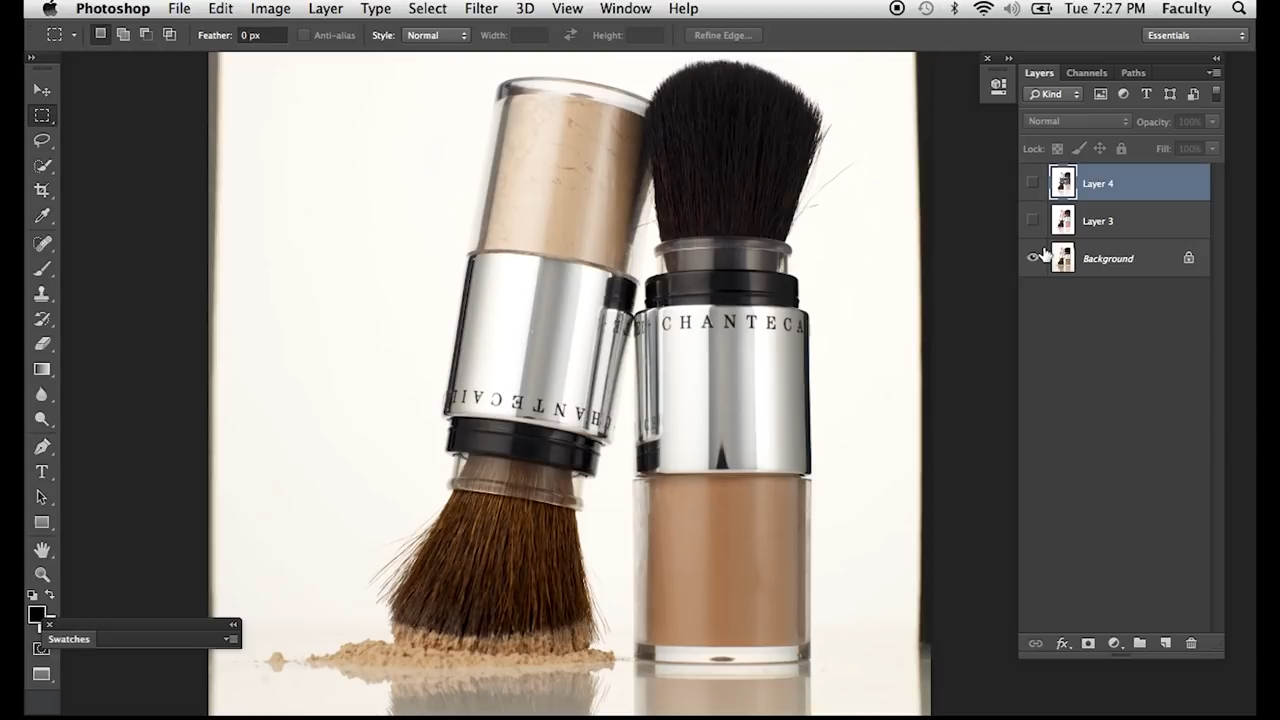 Photoshop File Edit Image Layer Type Select Filter 3D View Window Help Tue 7:27 PM Faculty
Feather: 0 px Anti-alias Style: Normal Width: Height: Refine Edge... Essentials
Layers Channels Paths
Kind
Normal Opacity: 100%
Lock: Fill: 100%
Layer 4
Layer 3
Background
CHANTECA
CHANTECAIL
Swatches